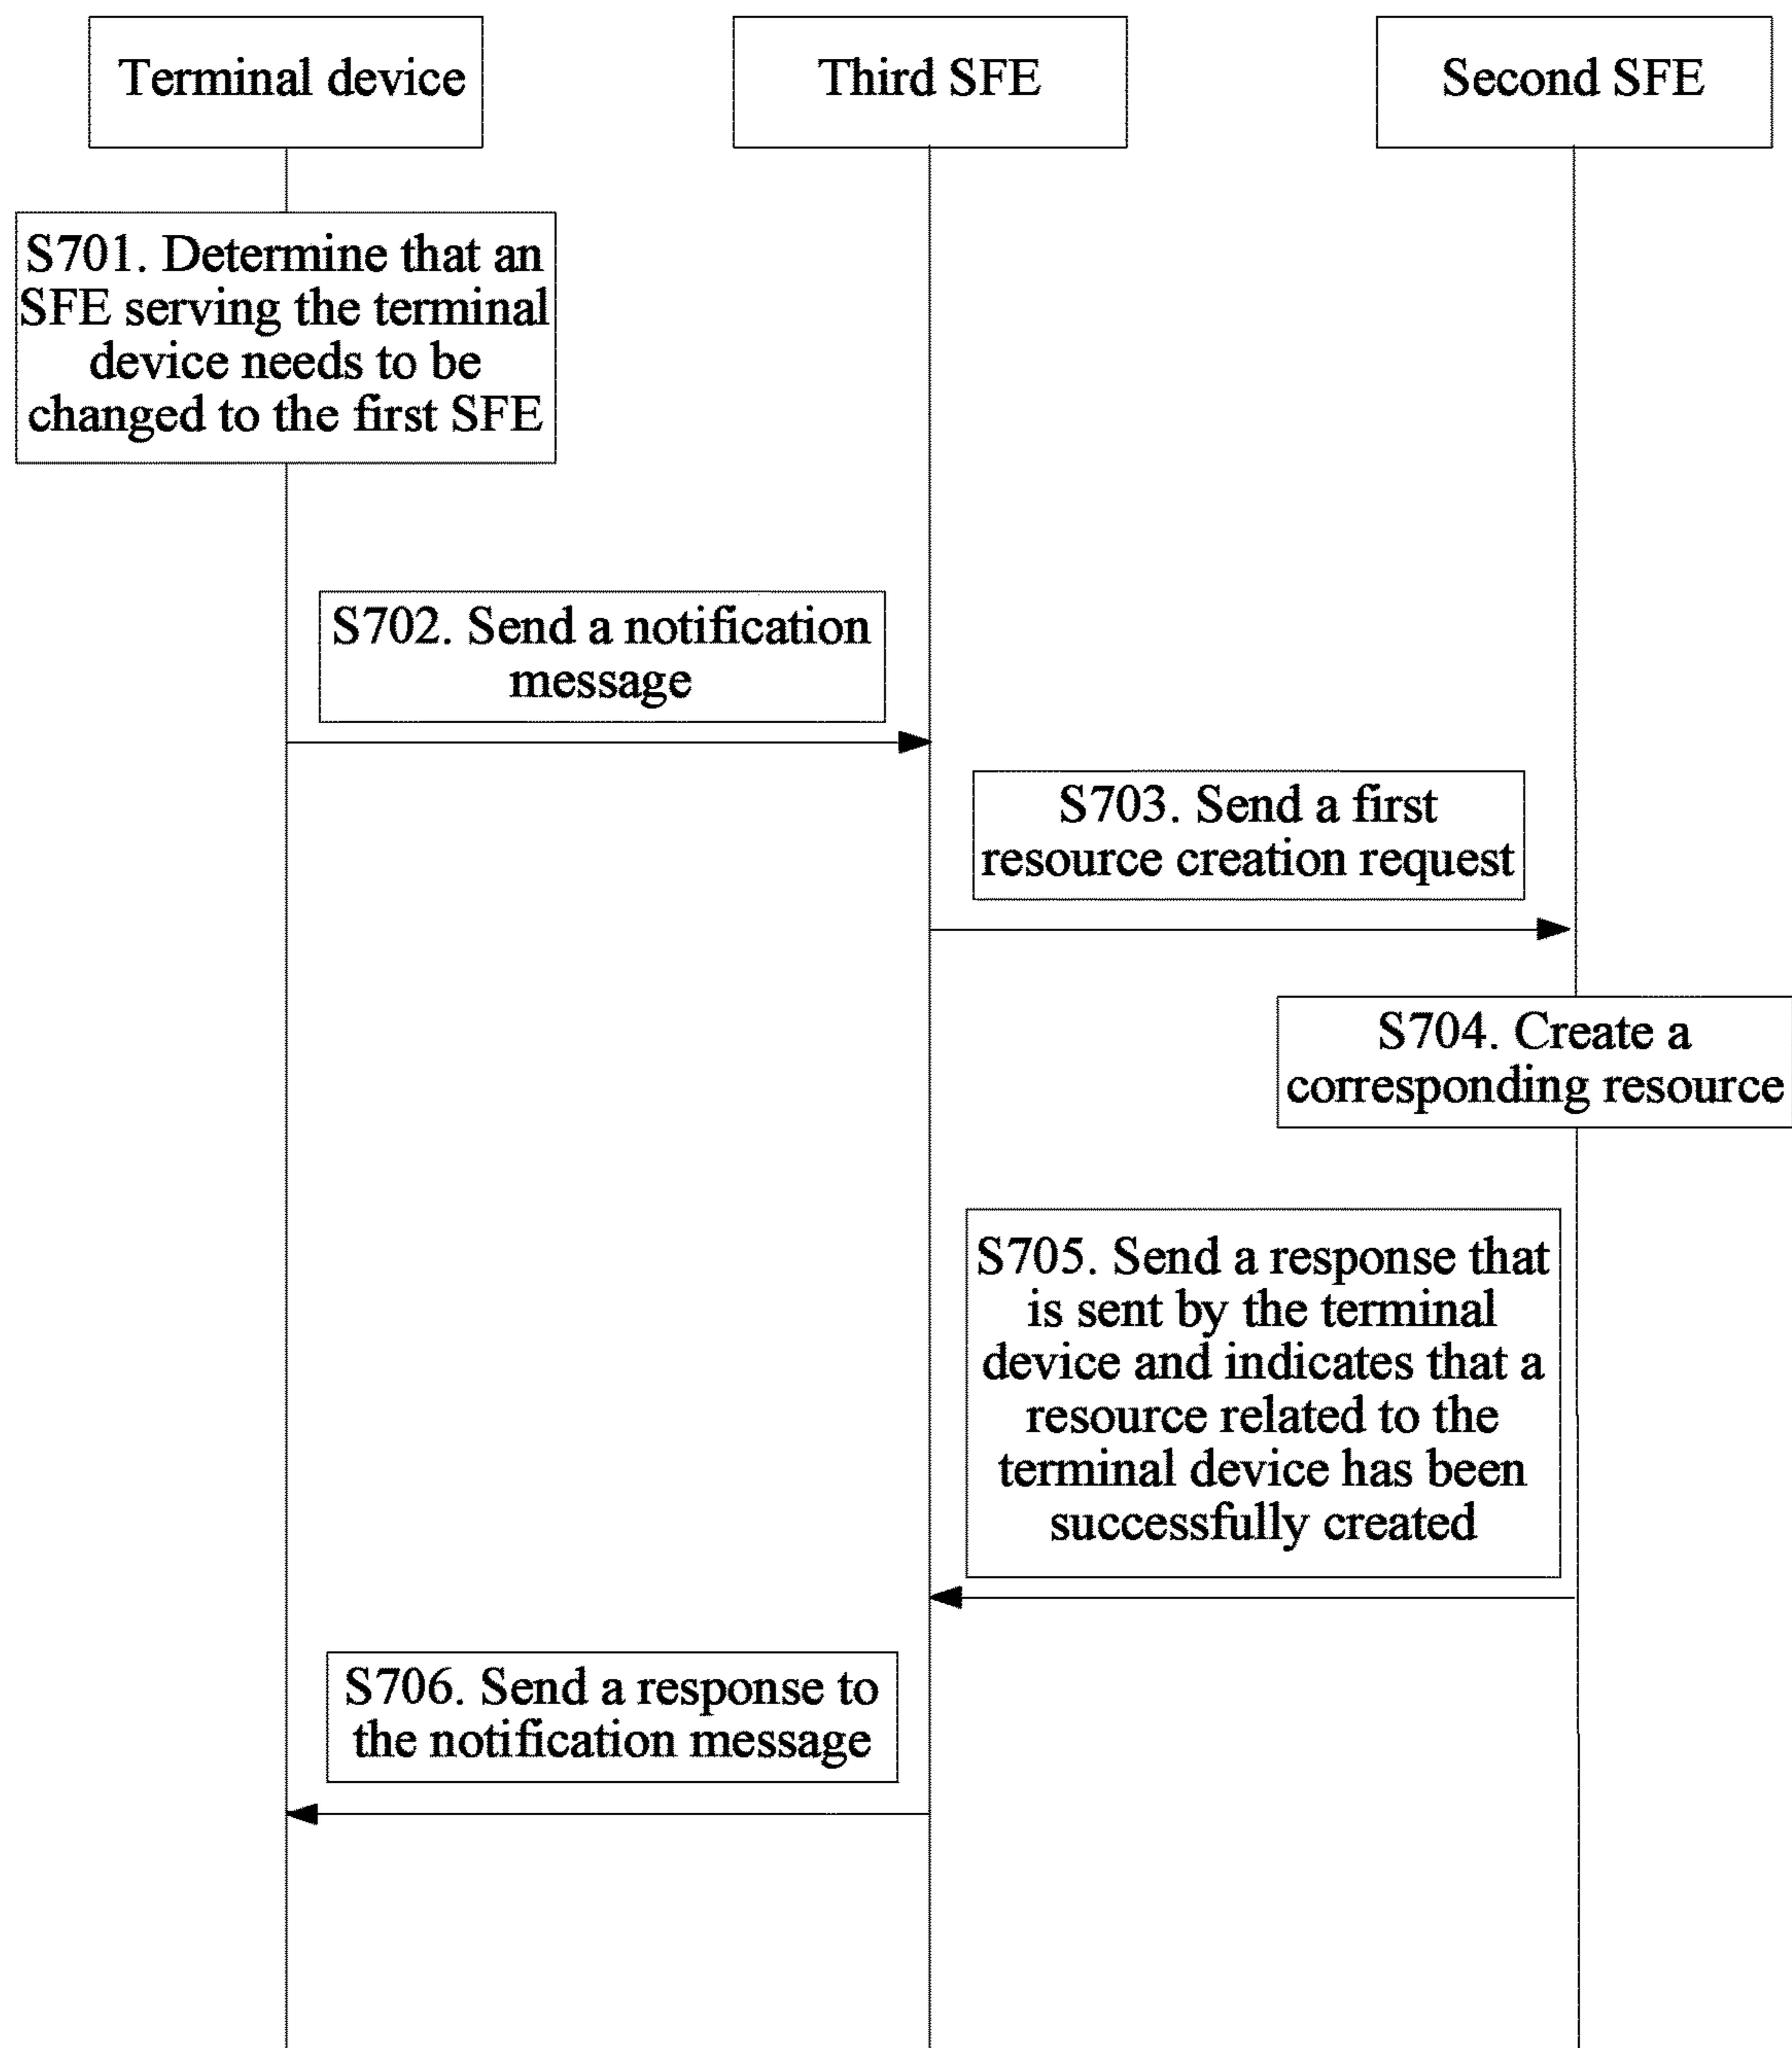 Terminal device
Third SFE
Second SFE
S701. Determine that an
SFE serving the terminal
device needs to be
changed to the first SFE
S702. Send a notification
message
S703. Send a first
resource creation request
S704. Create a
corresponding resource
S705. Send a response that
is sent by the terminal
device and indicates that a
resource related to the
terminal device has been
successfully created
S706. Send a response to
the notification message